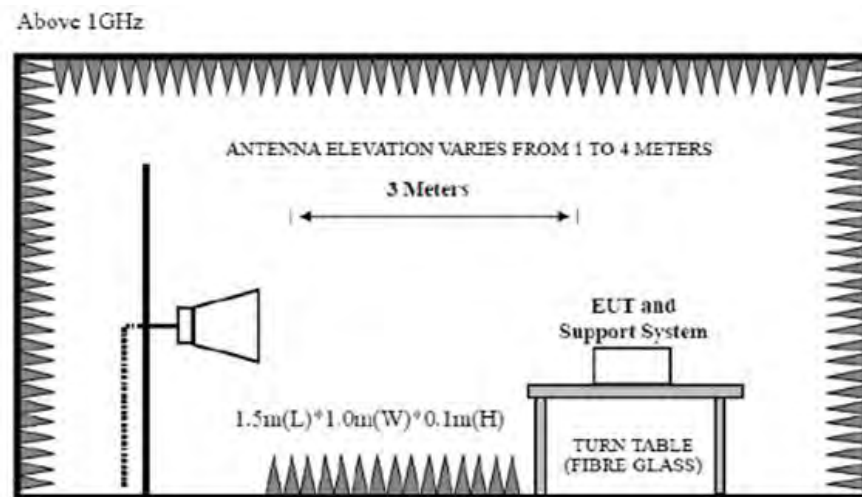 Above 1GHz
ANTENNA ELEVATION VARIES FROM 1 TO 4 METERS
3 Meters
EUT and
Support System
1.5m(L)*1.0m(W)*0.1m(H)
TURN TABLE
(FIBRE GLASS)